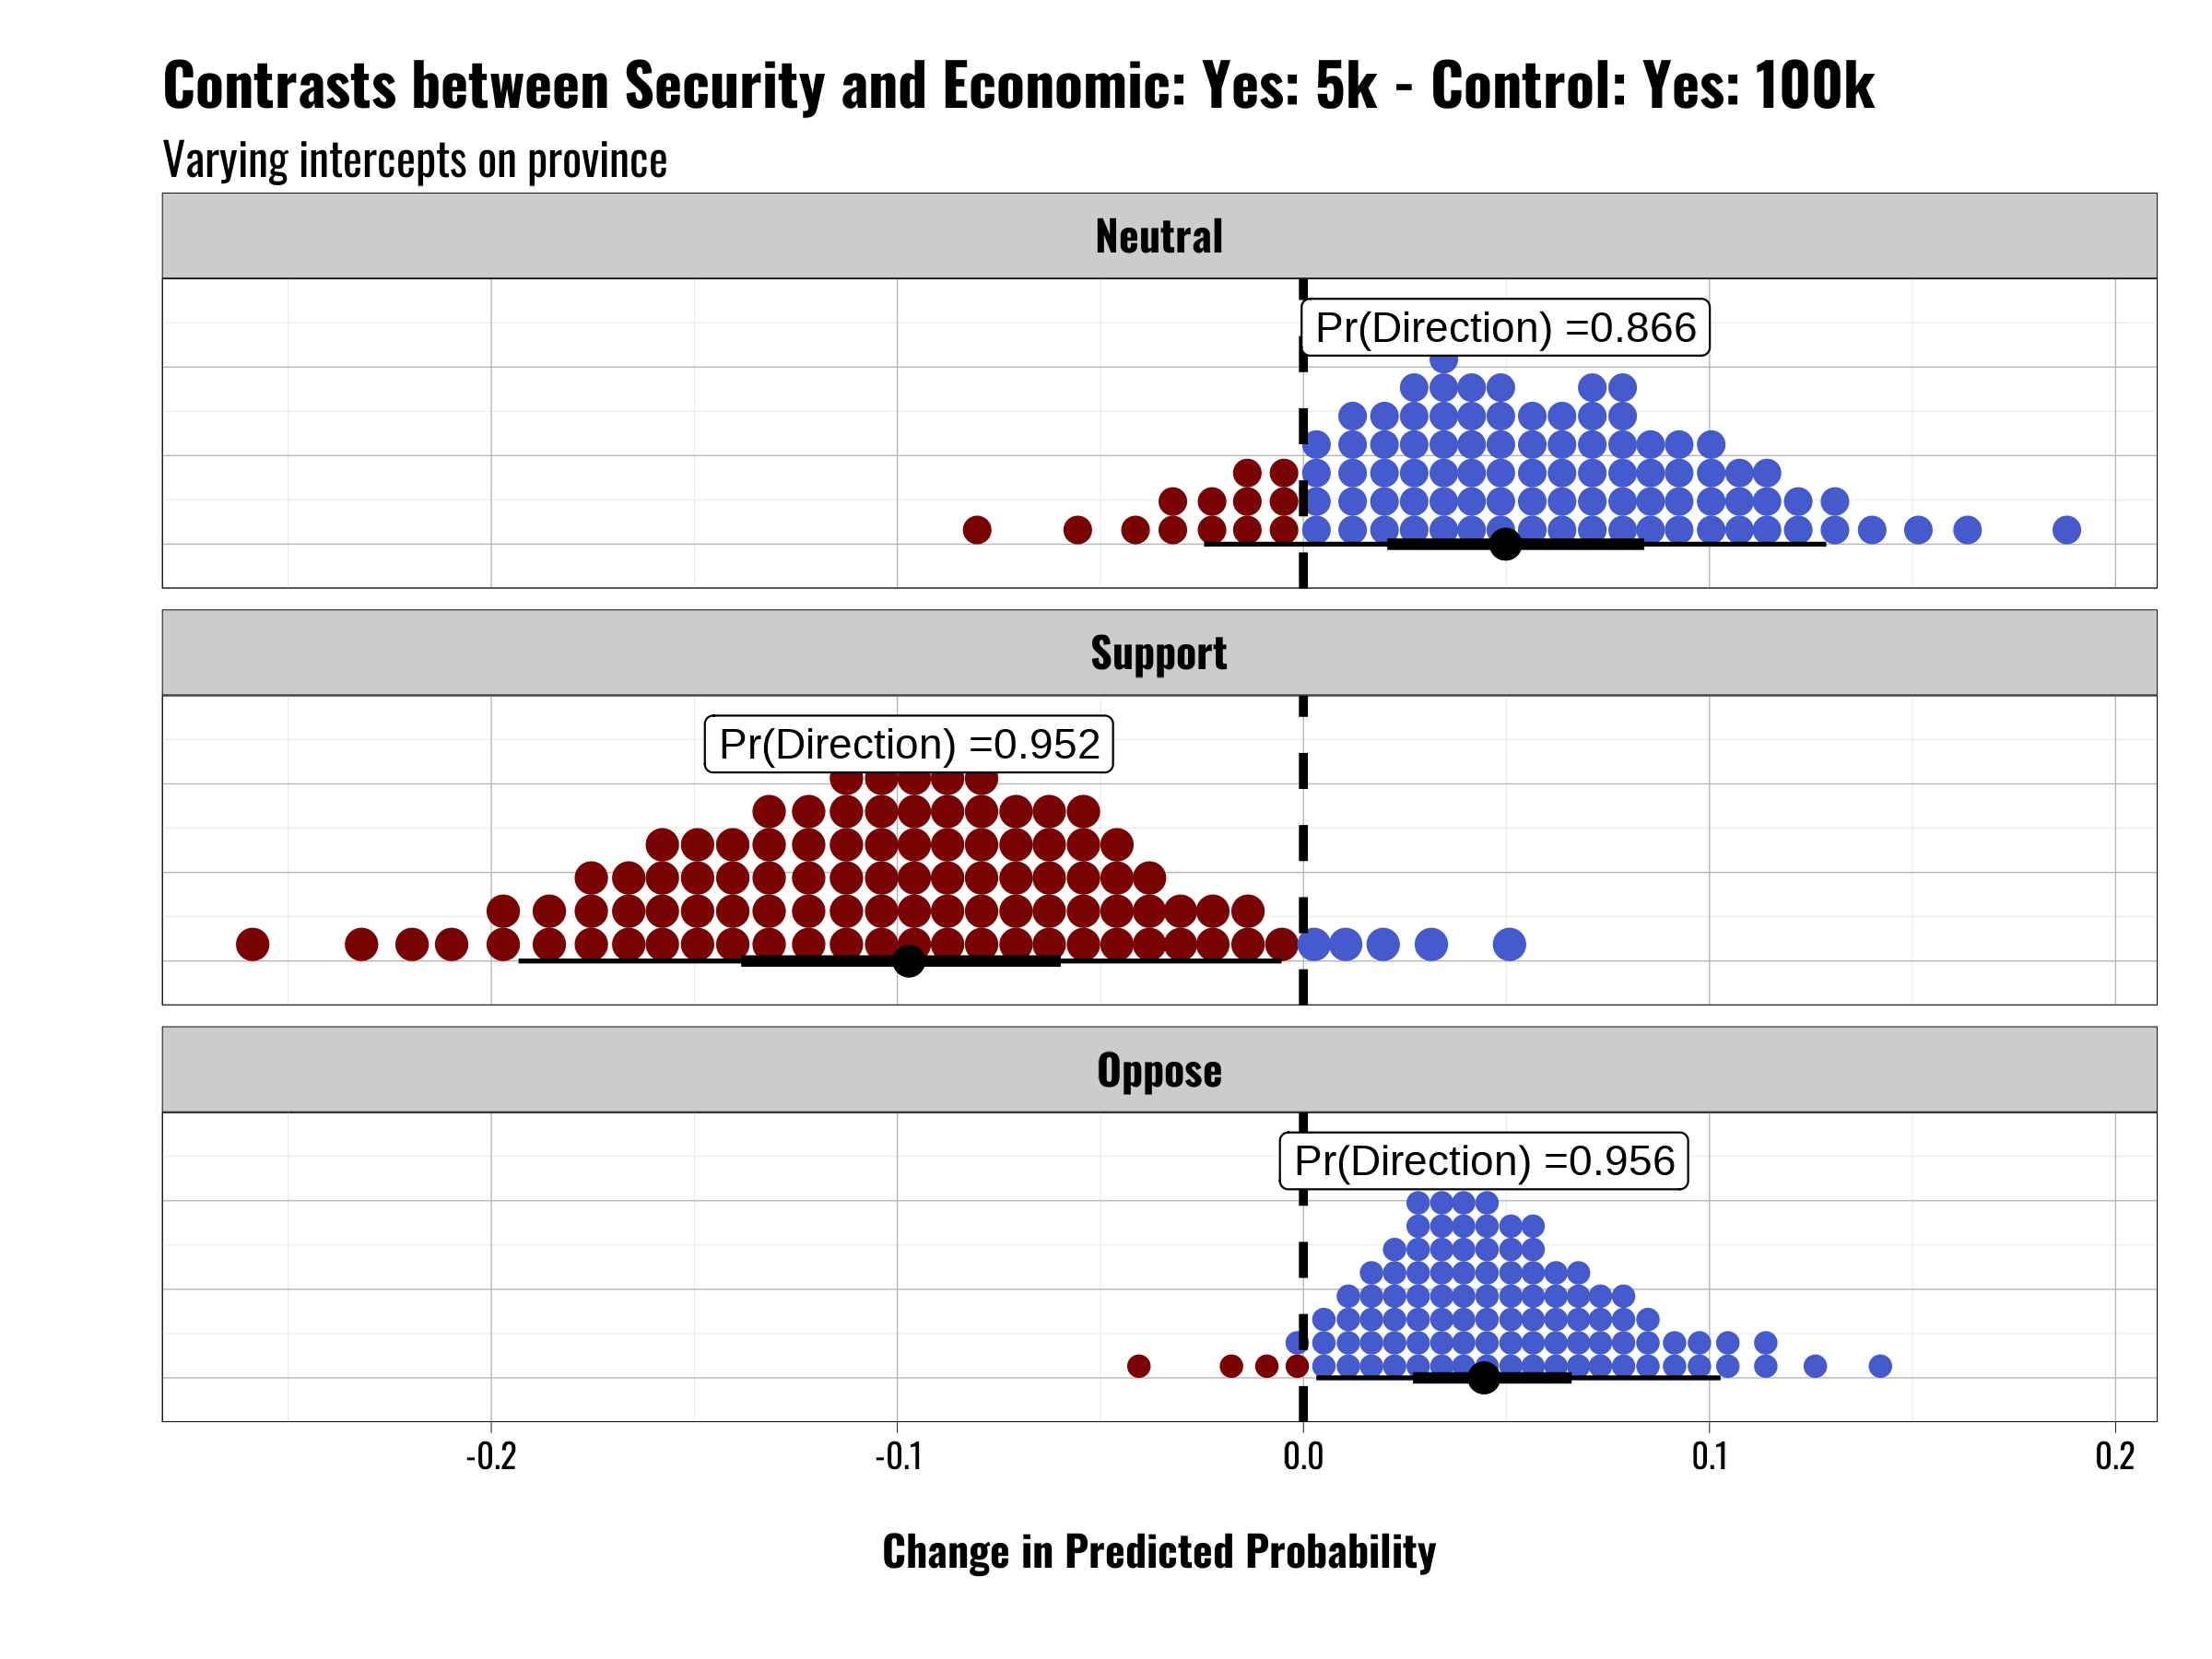 Contrasts between Security and Economic: Yes: 5k - Control: Yes: 100k
Varying intercepts on province
Neutral
Pr(Direction) =0.866
Support
Pr(Direction) =0.952
Oppose
Pr(Direction) =0.956
-0.2 -0.1 0.0 0.1 0.2
Change in Predicted Probability